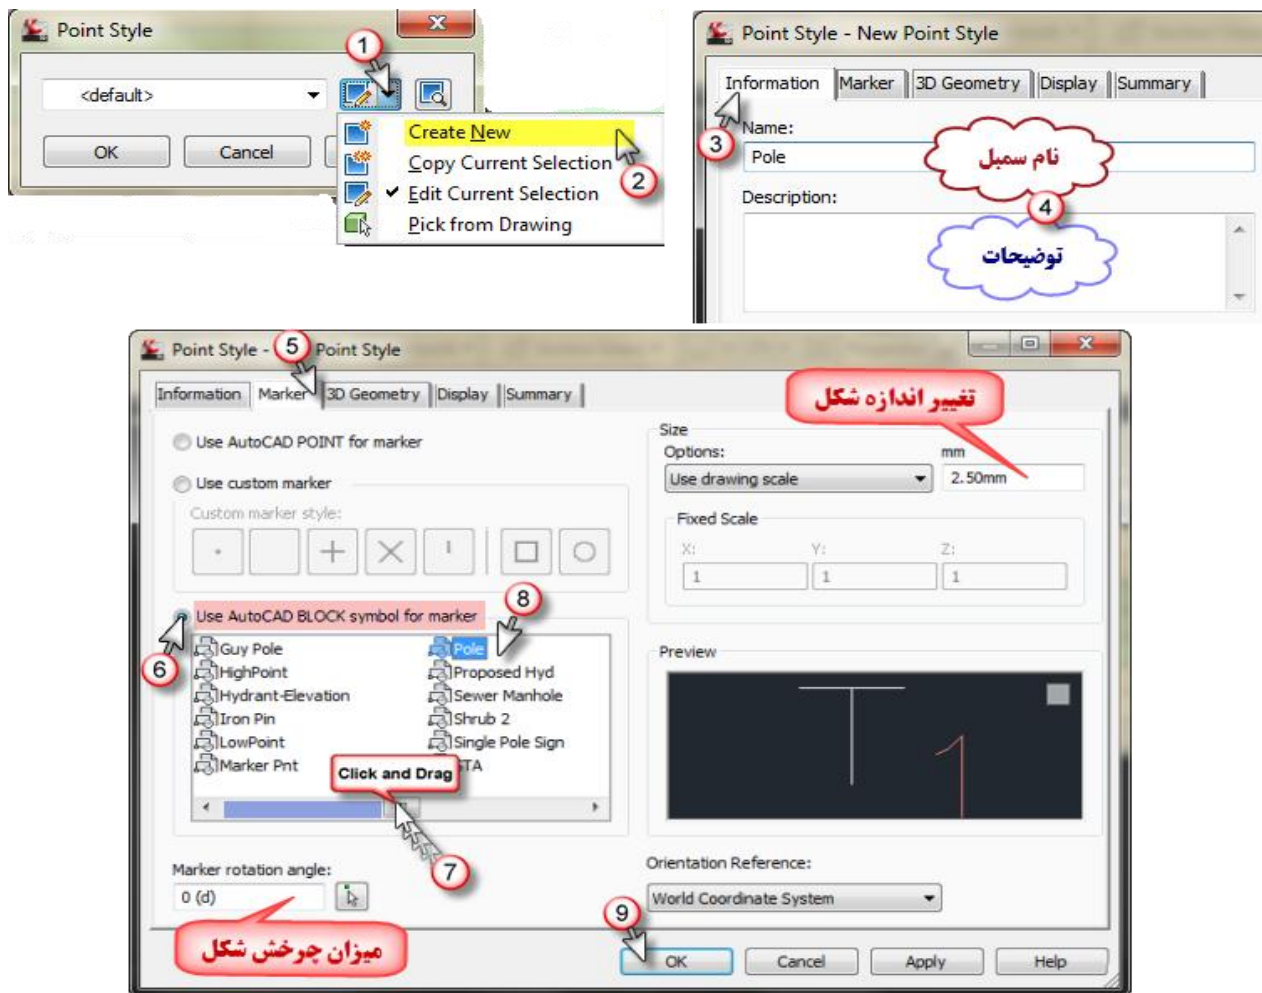 Point Style
1
<default>
OK
Cancel
Create New
Copy Current Selection
Edit Current Selection
Pick from Drawing
2
Point Style - New Point Style
Information Marker 3D Geometry Display Summary
3
Name:
Pole
نام سمبل
Description:
4
توضیحات
Point Style - 5 Point Style
Information Marker 3D Geometry Display Summary
تغییر اندازه شکل
Use AutoCAD POINT for marker
Use custom marker
Custom marker style:
Size
Options:
mm
Use drawing scale
2.50mm
Fixed Scale
X:
Y:
Z:
1
1
1
Use AutoCAD BLOCK symbol for marker
8
6
Guy Pole
HighPoint
Hydrant-Elevation
Iron Pin
LowPoint
Marker Pnt
Pole
Proposed Hyd
Sewer Manhole
Shrub 2
Single Pole Sign
STA
Click and Drag
7
Preview
1
Marker rotation angle:
0 (d)
میزان چرخش شکل
Orientation Reference:
World Coordinate System
9
OK
Cancel
Apply
Help